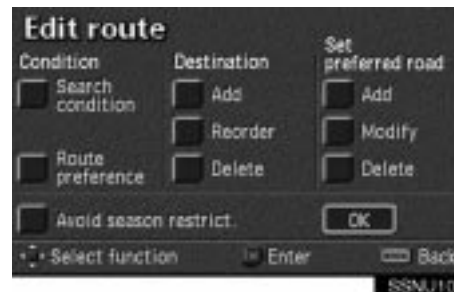 Edit route
Condition
Destination
Set
preferred road
Search
condition
Add
Add
Reorder
Modify
Route
preference
Delete
Delete
Avoid season restrict.
OK
Select function
Enter
Back
SSNU10